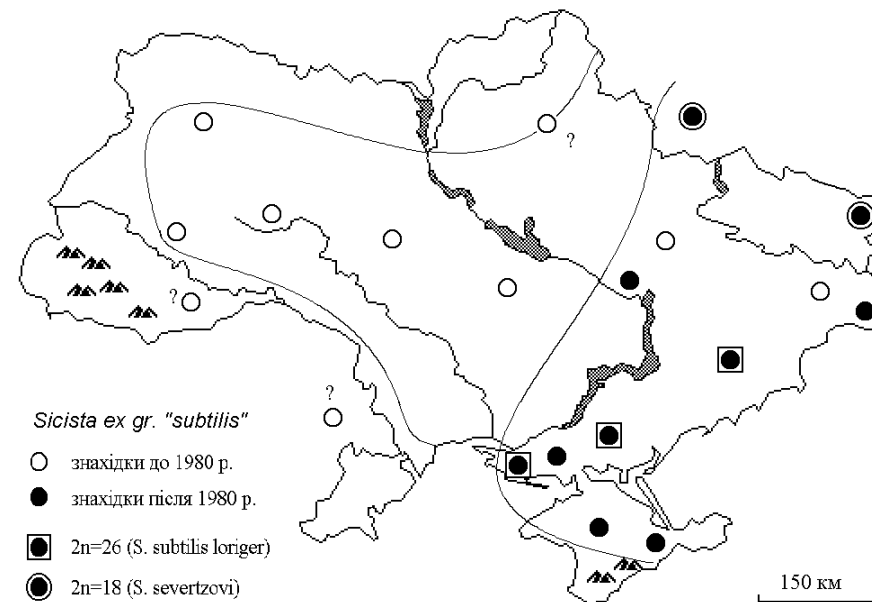 ?
?
?
Sicista ex gr. "subtilis"
знахідки до 1980 р.
знахідки після 1980 р.
2n=26 (S. subtilis loriger)
2n=18 (S. severtzovi)
150 км